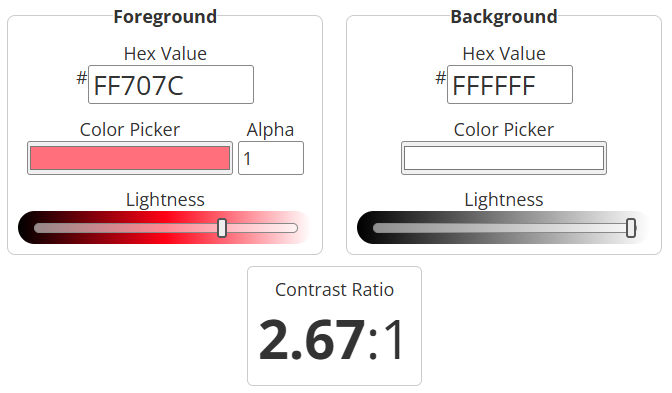 Foreground
Hex Value
# FF707C
Color Picker Alpha
1
Lightness
Background
Hex Value
# FFFFFF
Color Picker
Lightness
Contrast Ratio
2.67:1